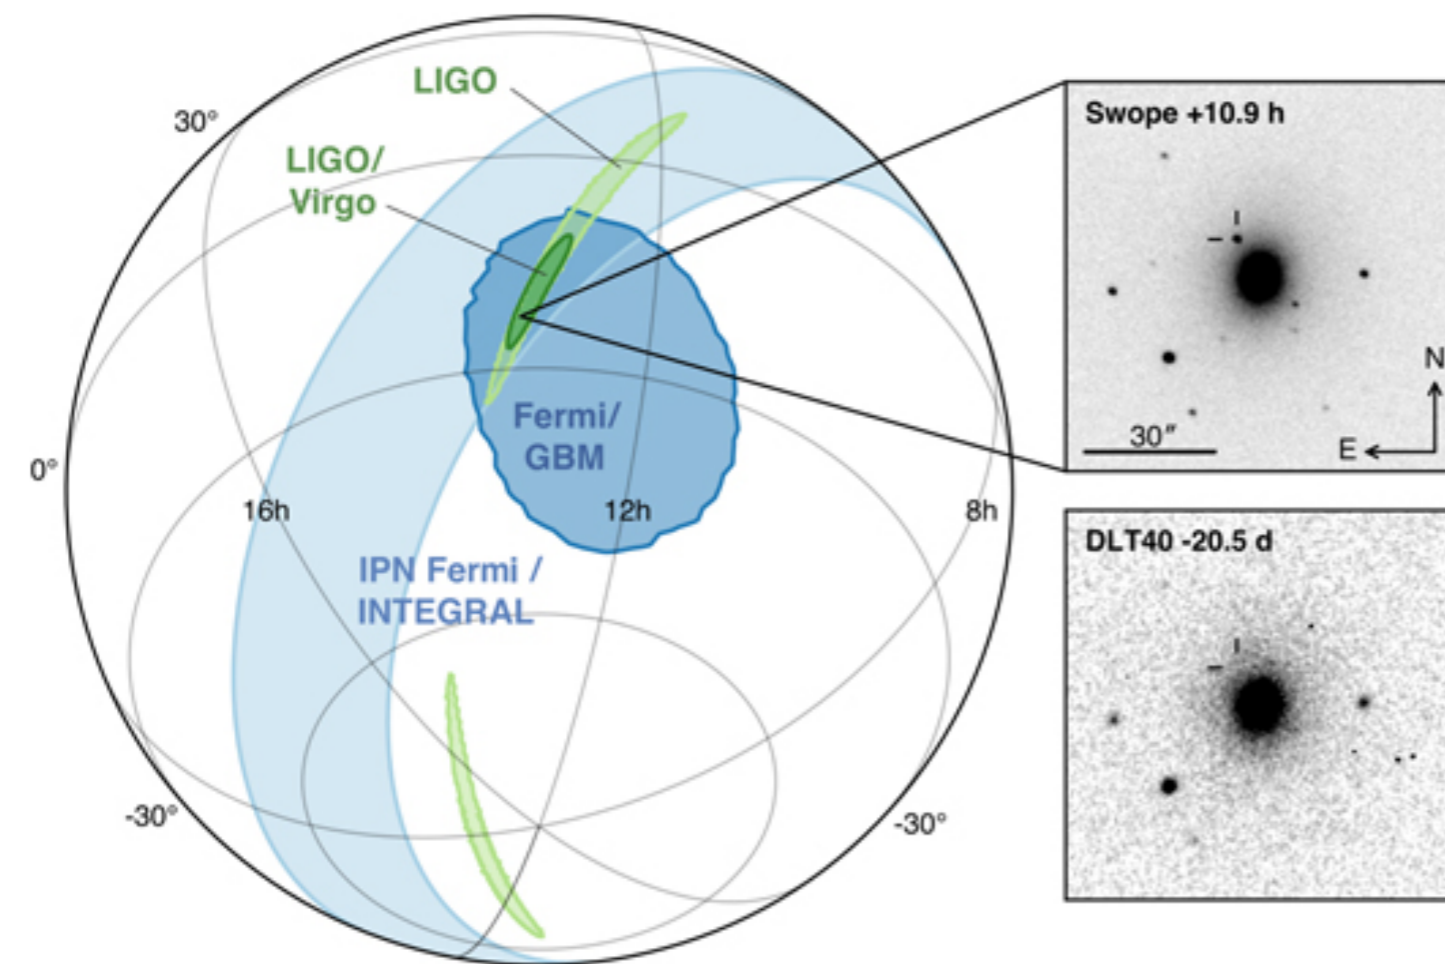 LIGO
30°
LIGO/
Virgo
Fermi/
GBM
0°
16h
12h
8h
IPN Fermi /
INTEGRAL
-30°
-30°
Swope +10.9 h
30″
N
E
DLT40 -20.5 d